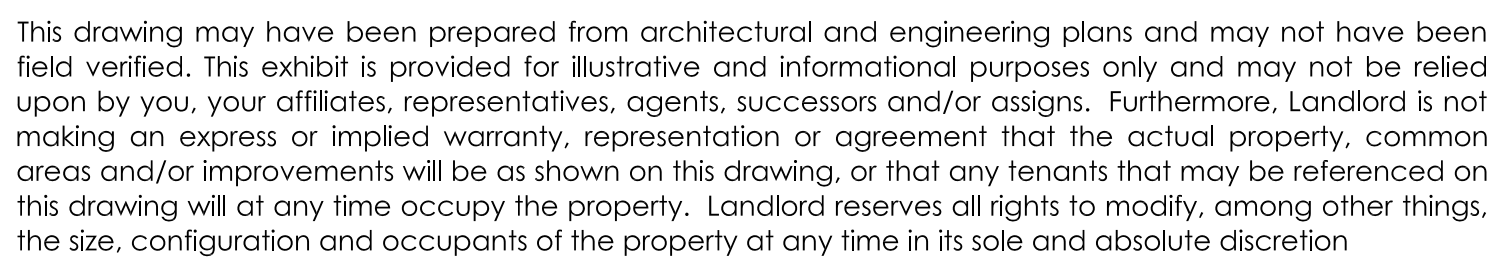 This drawing may have been prepared from architectural and engineering plans and may not have been
field verified. This exhibit is provided for illustrative and informational purposes only and may not be relied
upon by you, your affiliates, representatives, agents, successors and/or assigns.  Furthermore, Landlord is not
making an express or implied warranty, representation or agreement that the actual property, common
areas and/or improvements will be as shown on this drawing, or that any tenants that may be referenced on
this drawing will at any time occupy the property.  Landlord reserves all rights to modify, among other things,
the size, configuration and occupants of the property at any time in its sole and absolute discretion